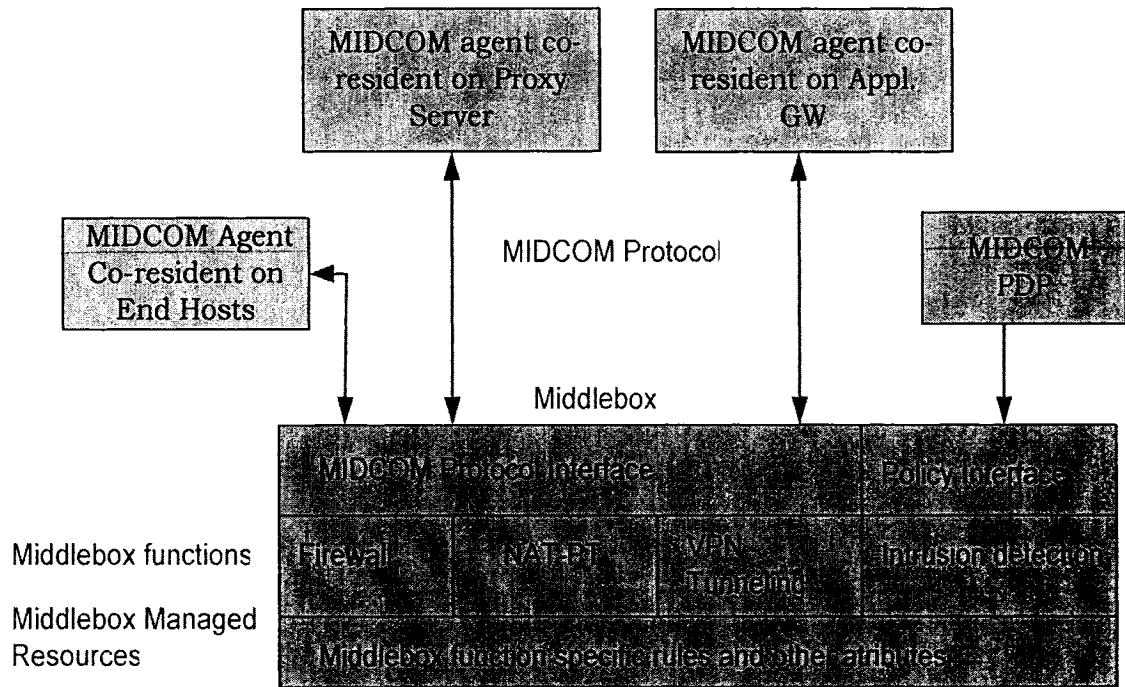 MIDCOM agent co-
resident on Proxy
Server
MIDCOM agent co-
resident on Appl.
GW
MIDCOM Agent
Co-resident on
End Hosts
MIDCOM Protocol
MIDCOM
PDP
Middlebox
MIDCOM Protocol Interface
Policy Interface
Middlebox functions
Firewall
NAT-PT
VPN
Tunneling
Intrusion detection
Middlebox Managed
Resources
Middlebox function specific rules and other atributes